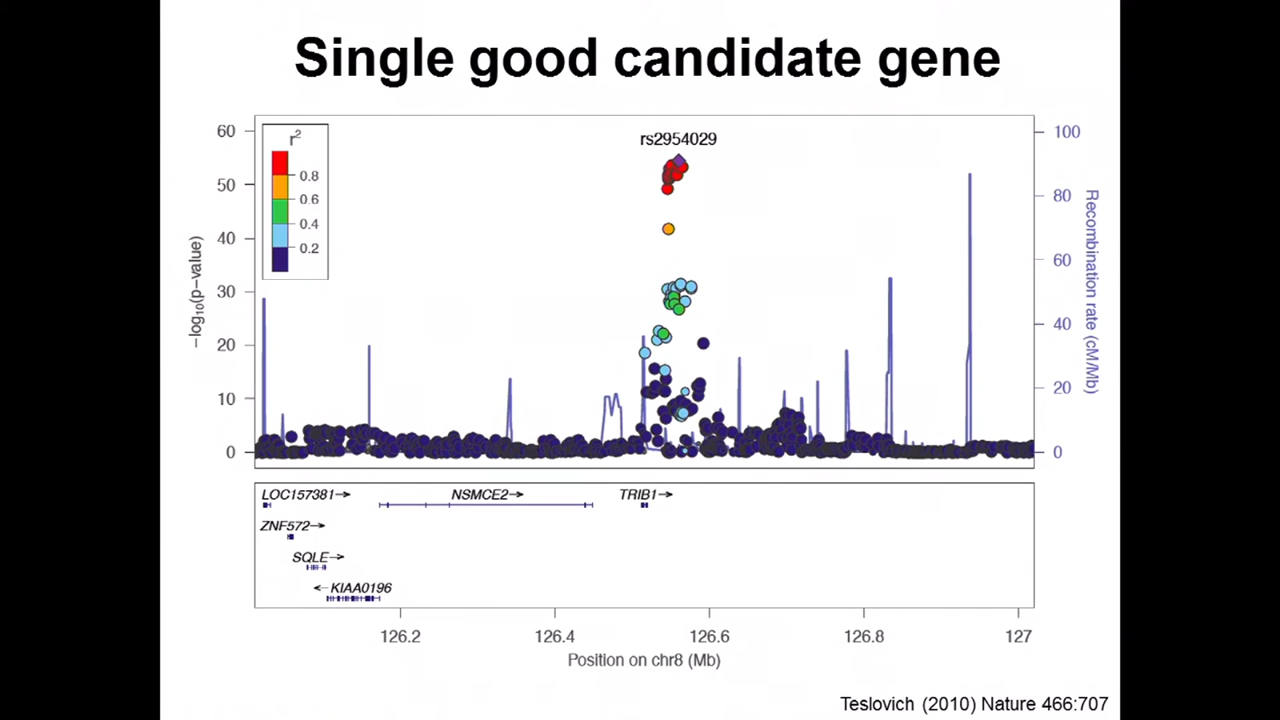 Single good candidate gene
rs2954029
r2
0.8
0.6
0.4
0.2
60
50
40
30
20
10
0
−log10(p−value)
100
80
60
40
20
0
Recombination rate (cM/Mb)
LOC157381→
NSMCE2→
TRIB1→
ZNF572→
SQLE→
←KIAA0196
126.2
126.4
126.6
126.8
127
Position on chr8 (Mb)
Teslovich (2010) Nature 466:707